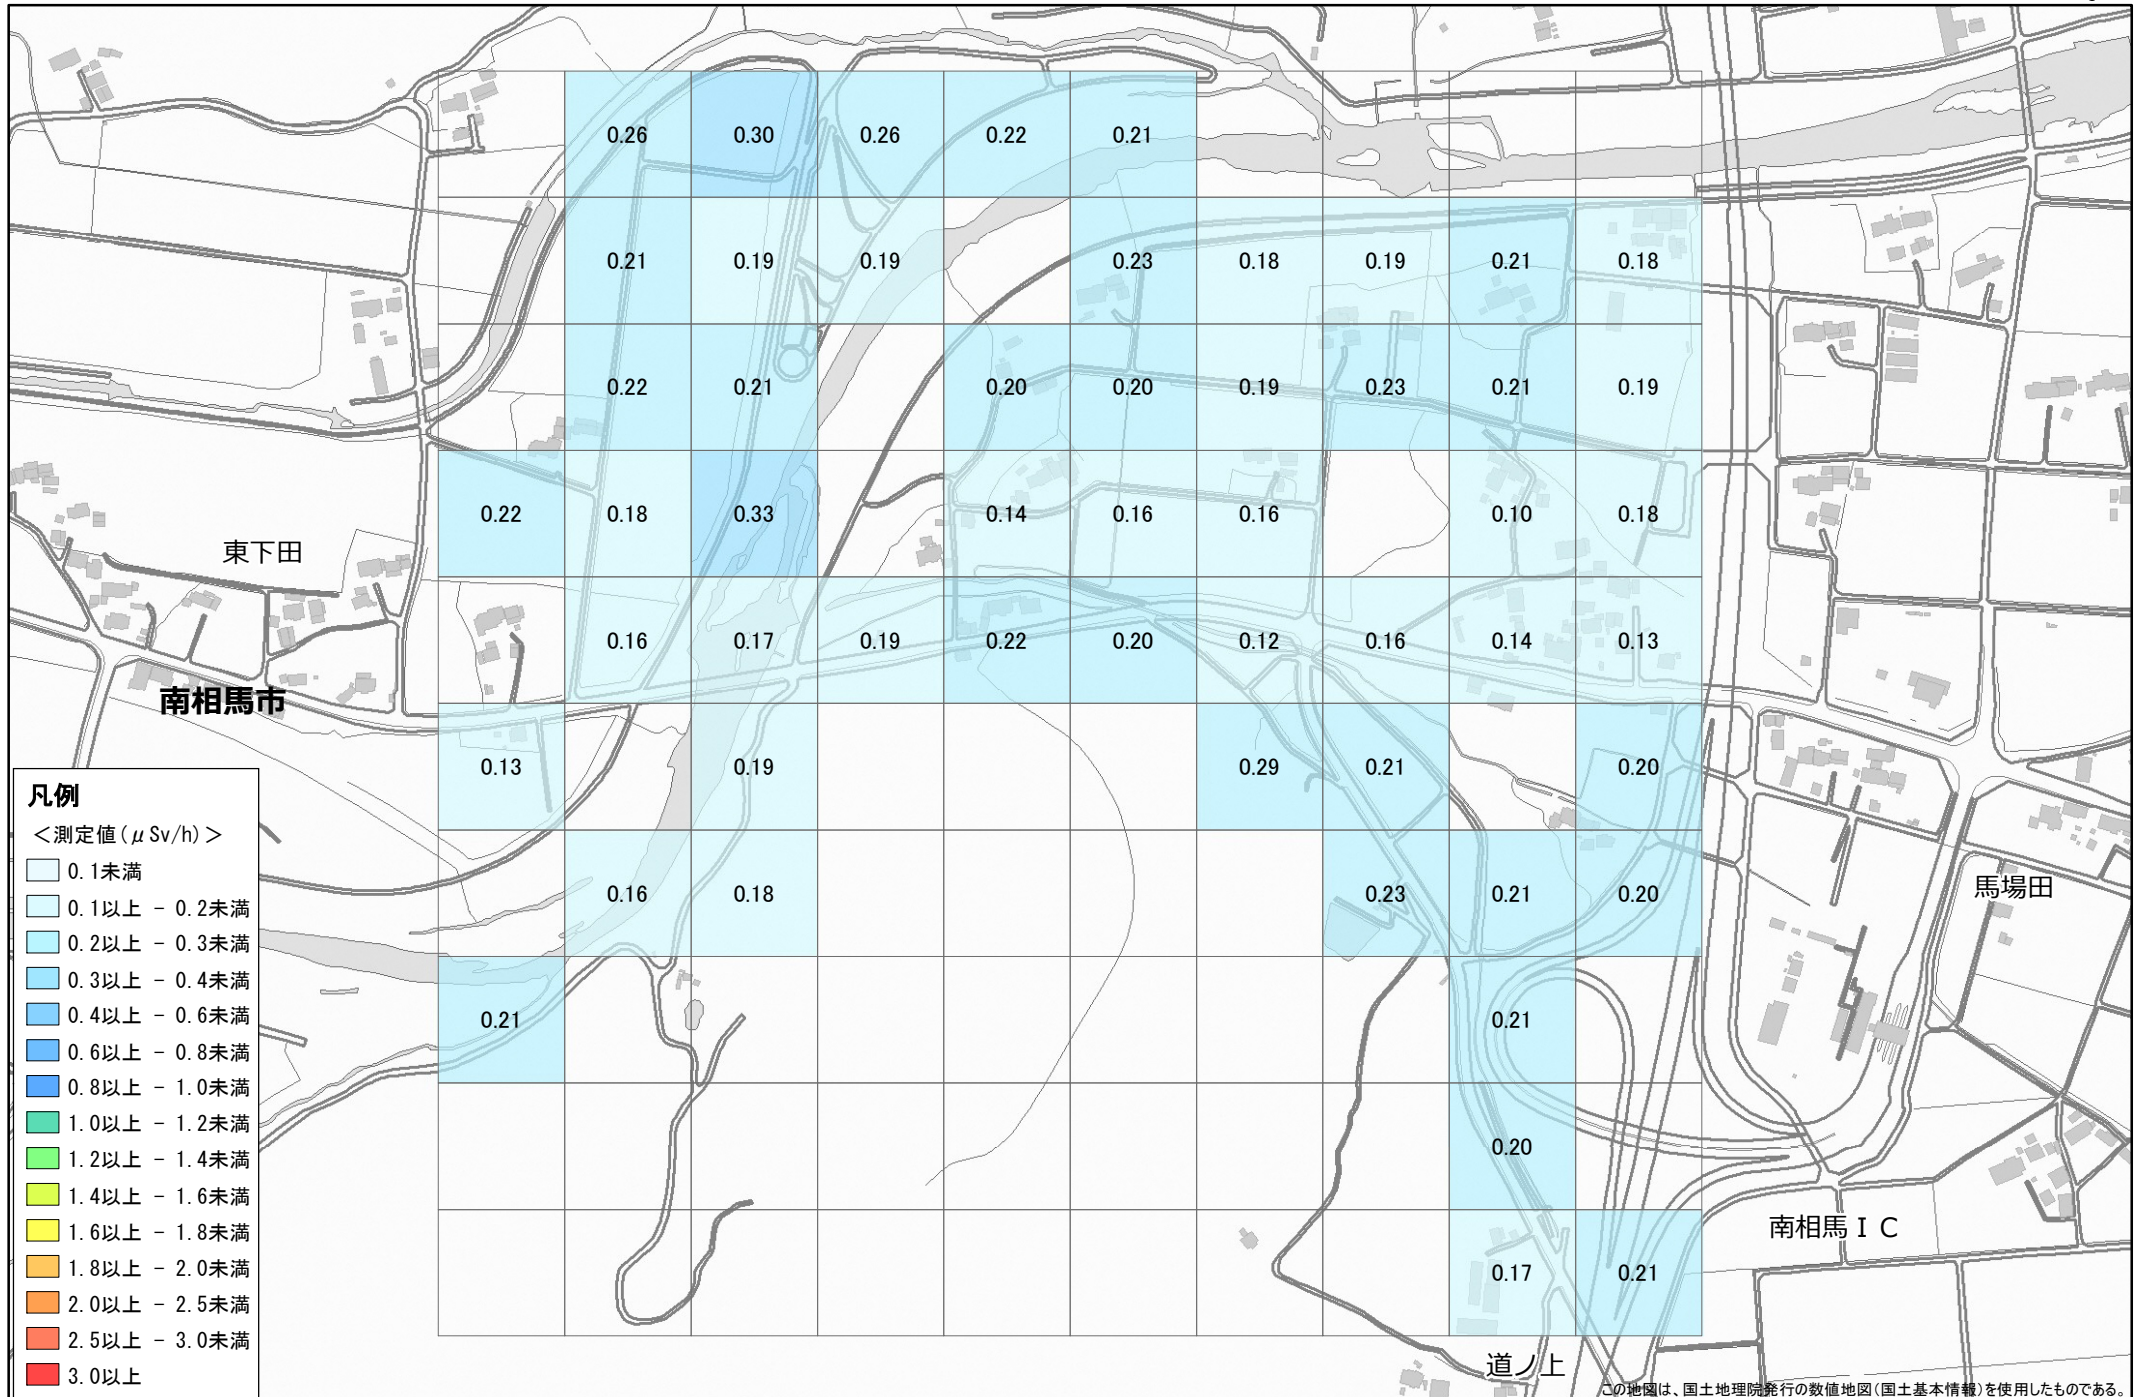 0.26 0.30 0.26 0.22 0.21
0.21 0.19 0.19 0.23 0.18 0.19 0.21 0.18
0.22 0.21 0.20 0.20 0.19 0.23 0.21 0.19
0.22 0.18 0.33 0.14 0.16 0.16 0.10 0.18
東下田
0.16 0.17 0.19 0.22 0.20 0.12 0.16 0.14 0.13
南相馬市
0.13 0.19 0.29 0.21 0.20
0.16 0.18 0.23 0.21 0.20
馬場田
0.21 0.21
0.20
南相馬IC
0.17 0.21
道ノ上
凡例
＜測定値(μSv/h)＞
0.1未満
0.1以上 - 0.2未満
0.2以上 - 0.3未満
0.3以上 - 0.4未満
0.4以上 - 0.6未満
0.6以上 - 0.8未満
0.8以上 - 1.0未満
1.0以上 - 1.2未満
1.2以上 - 1.4未満
1.4以上 - 1.6未満
1.6以上 - 1.8未満
1.8以上 - 2.0未満
2.0以上 - 2.5未満
2.5以上 - 3.0未満
3.0以上
この地図は、国土地理院発行の数値地図(国土基本情報)を使用したものである。